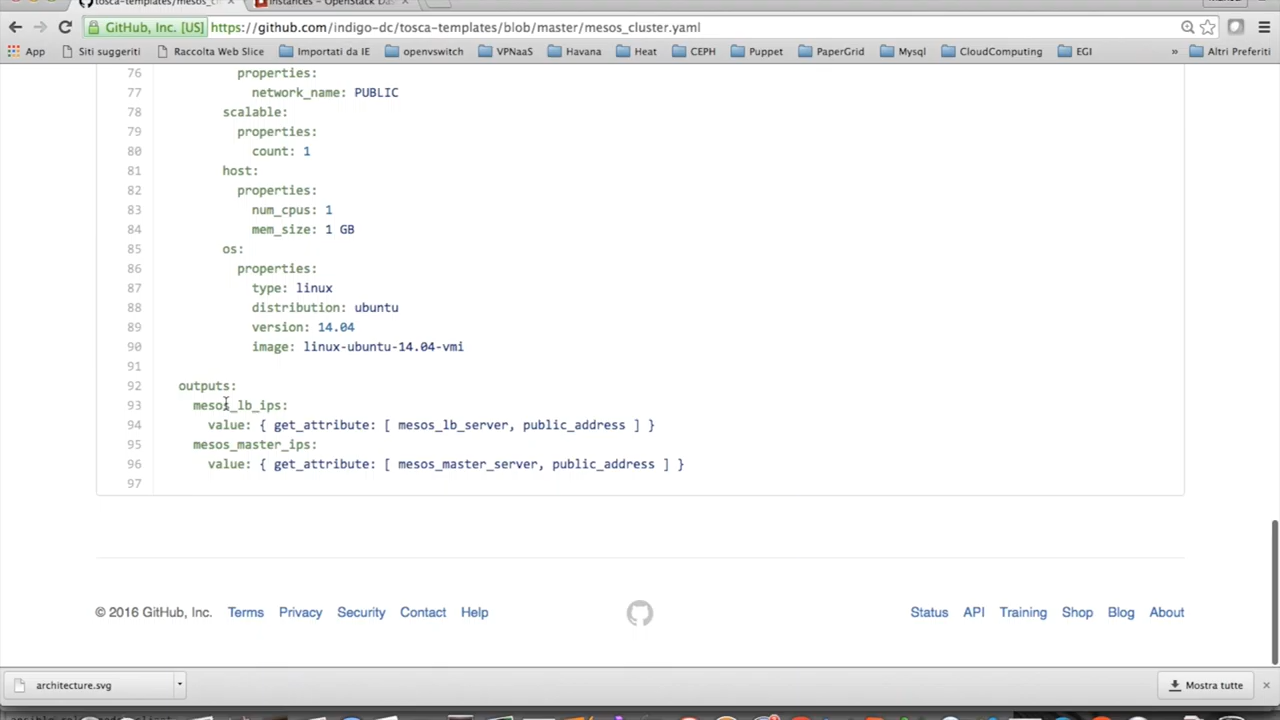 tosca-templates/mesos_cl
Instances - OpenStack Das
GitHub, Inc. [US] https://github.com/indigo-dc/tosca-templates/blob/master/mesos_cluster.yaml
App Siti suggeriti Raccolta Web Slice Importati da IE openvswitch VPNaaS Havana Heat CEPH Puppet PaperGrid Mysql CloudComputing EGI » Altri Preferiti
76 properties:
77 network_name: PUBLIC
78 scalable:
79 properties:
80 count: 1
81 host:
82 properties:
83 num_cpus: 1
84 mem_size: 1 GB
85 os:
86 properties:
87 type: linux
88 distribution: ubuntu
89 version: 14.04
90 image: linux-ubuntu-14.04-vmi
91
92 outputs:
93 mesos_lb_ips:
94 value: { get_attribute: [ mesos_lb_server, public_address ] }
95 mesos_master_ips:
96 value: { get_attribute: [ mesos_master_server, public_address ] }
97
© 2016 GitHub, Inc. Terms Privacy Security Contact Help Status API Training Shop Blog About
architecture.svg Mostra tutte